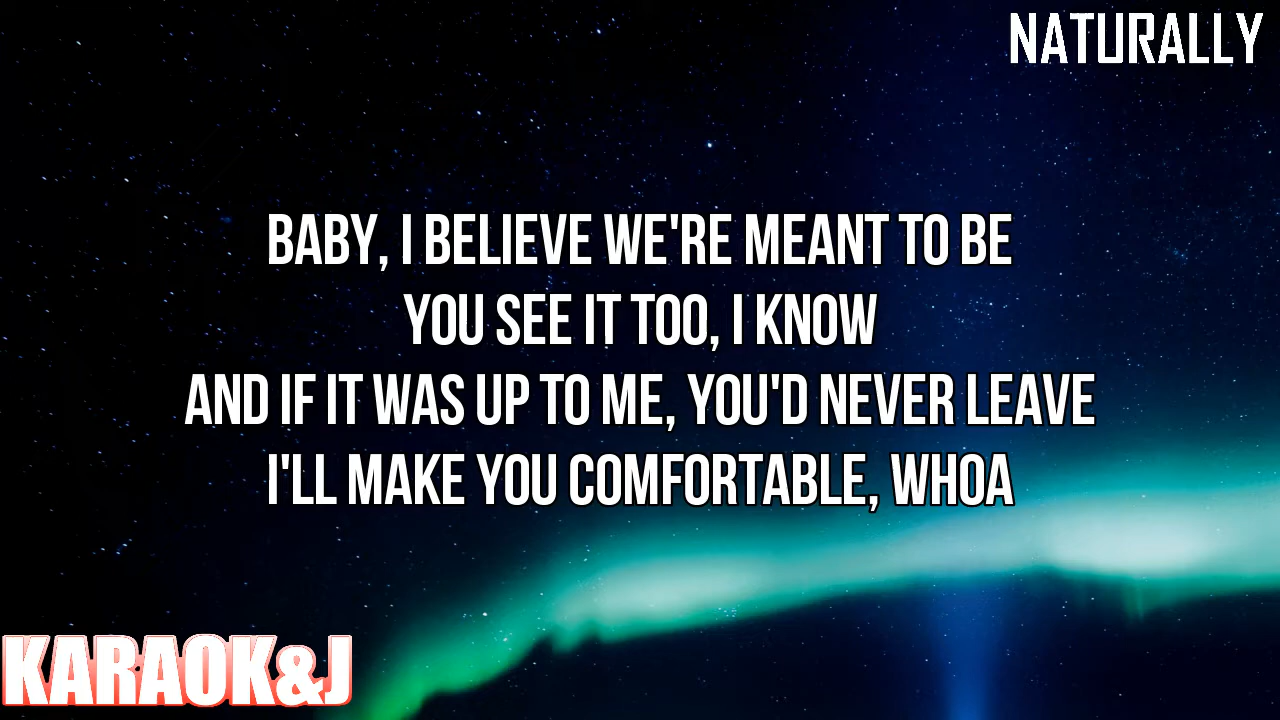 NATURALLY
BABY, I BELIEVE WE'RE MEANT TO BE
YOU SEE IT TOO, I KNOW
AND IF IT WAS UP TO ME, YOU'D NEVER LEAVE
I'LL MAKE YOU COMFORTABLE, WHOA
KARAOK&J